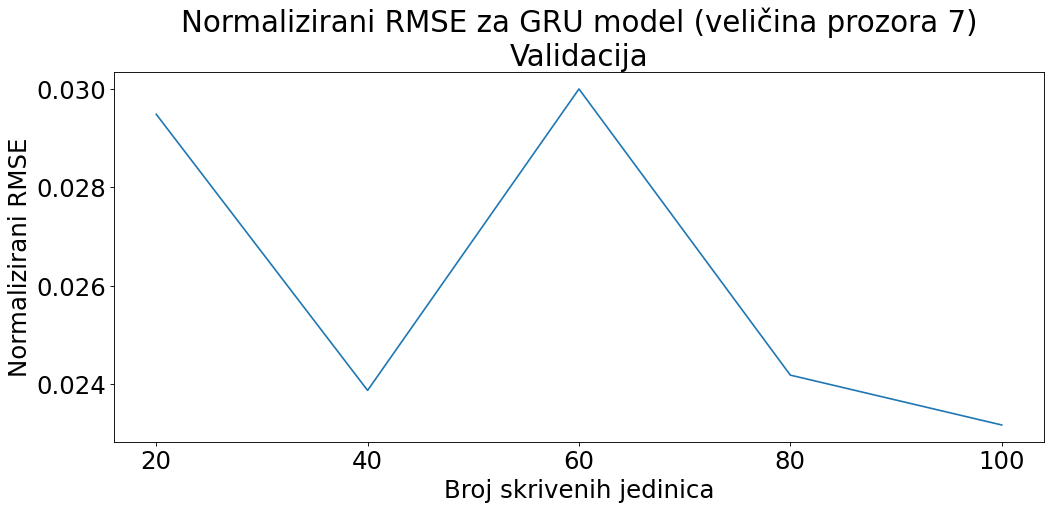 Normalizirani RMSE za GRU model (veličina prozora 7)
Validacija
Normalizirani RMSE
0.030
0.028
0.026
0.024
20 40 60 80 100
Broj skrivenih jedinica